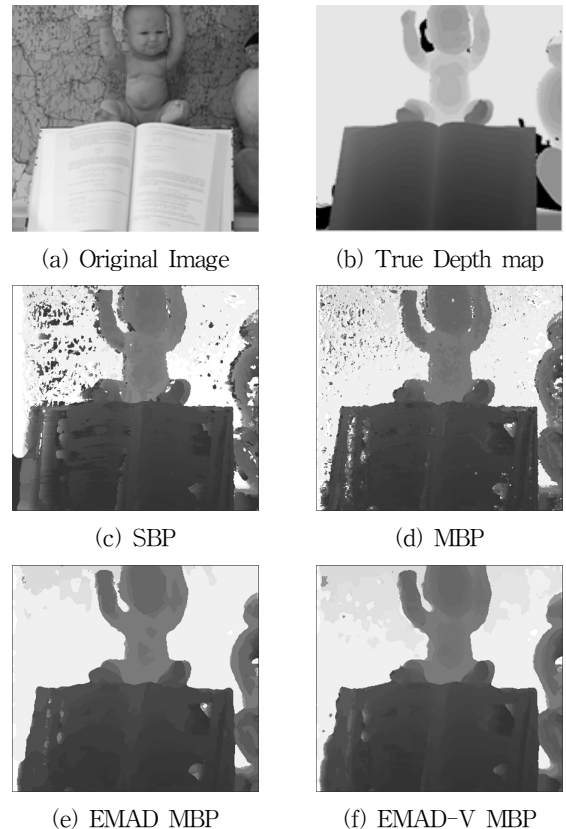 (a) Original Image
(b) True Depth map
(c) SBP
(d) MBP
(e) EMAD MBP
(f) EMAD-V MBP